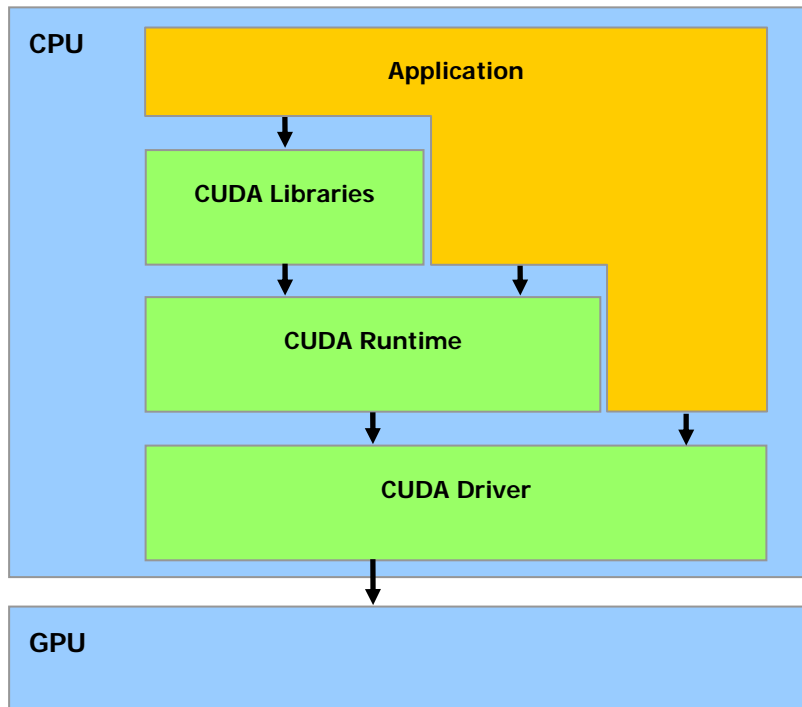 CPU
Application
CUDA Libraries
CUDA Runtime
CUDA Driver
GPU